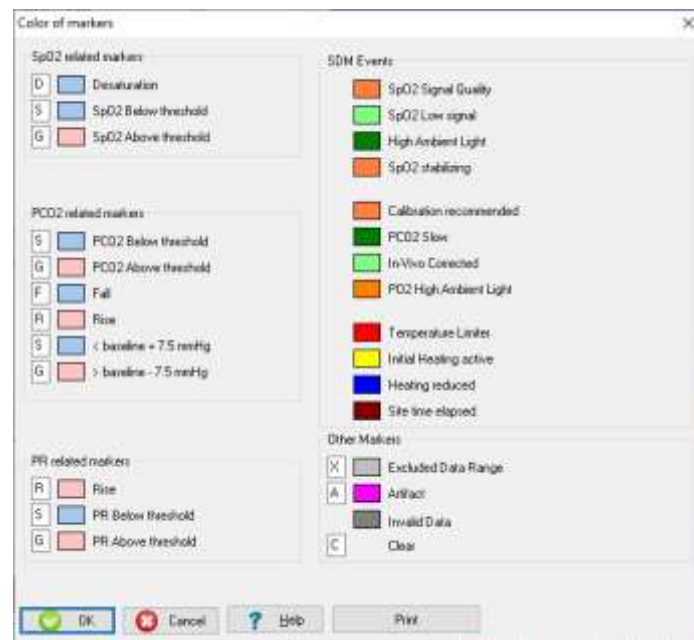 Color of markers
SpO2 related markers
D Desaturation
S SpO2 Below threshold
G SpO2 Above threshold
PCO2 related markers
S PCO2 Below threshold
G PCO2 Above threshold
F Fall
R Rise
S < baseline + 7.5 mmHg
G > baseline - 7.5 mmHg
PR related markers
R Rise
S PR Below threshold
G PR Above threshold
SDM Events
SpO2 Signal Quality
SpO2 Low signal
High Ambient Light
SpO2 stabilizing
Calibration recommended
PCO2 Slow
In-Vivo Corrected
PO2 High Ambient Light
Temperature Limiter
Initial Heating active
Heating reduced
Site time elapsed
Other Markers
X Excluded Data Range
A Artifact
Invalid Data
C Clear
OK Cancel ? Help Print